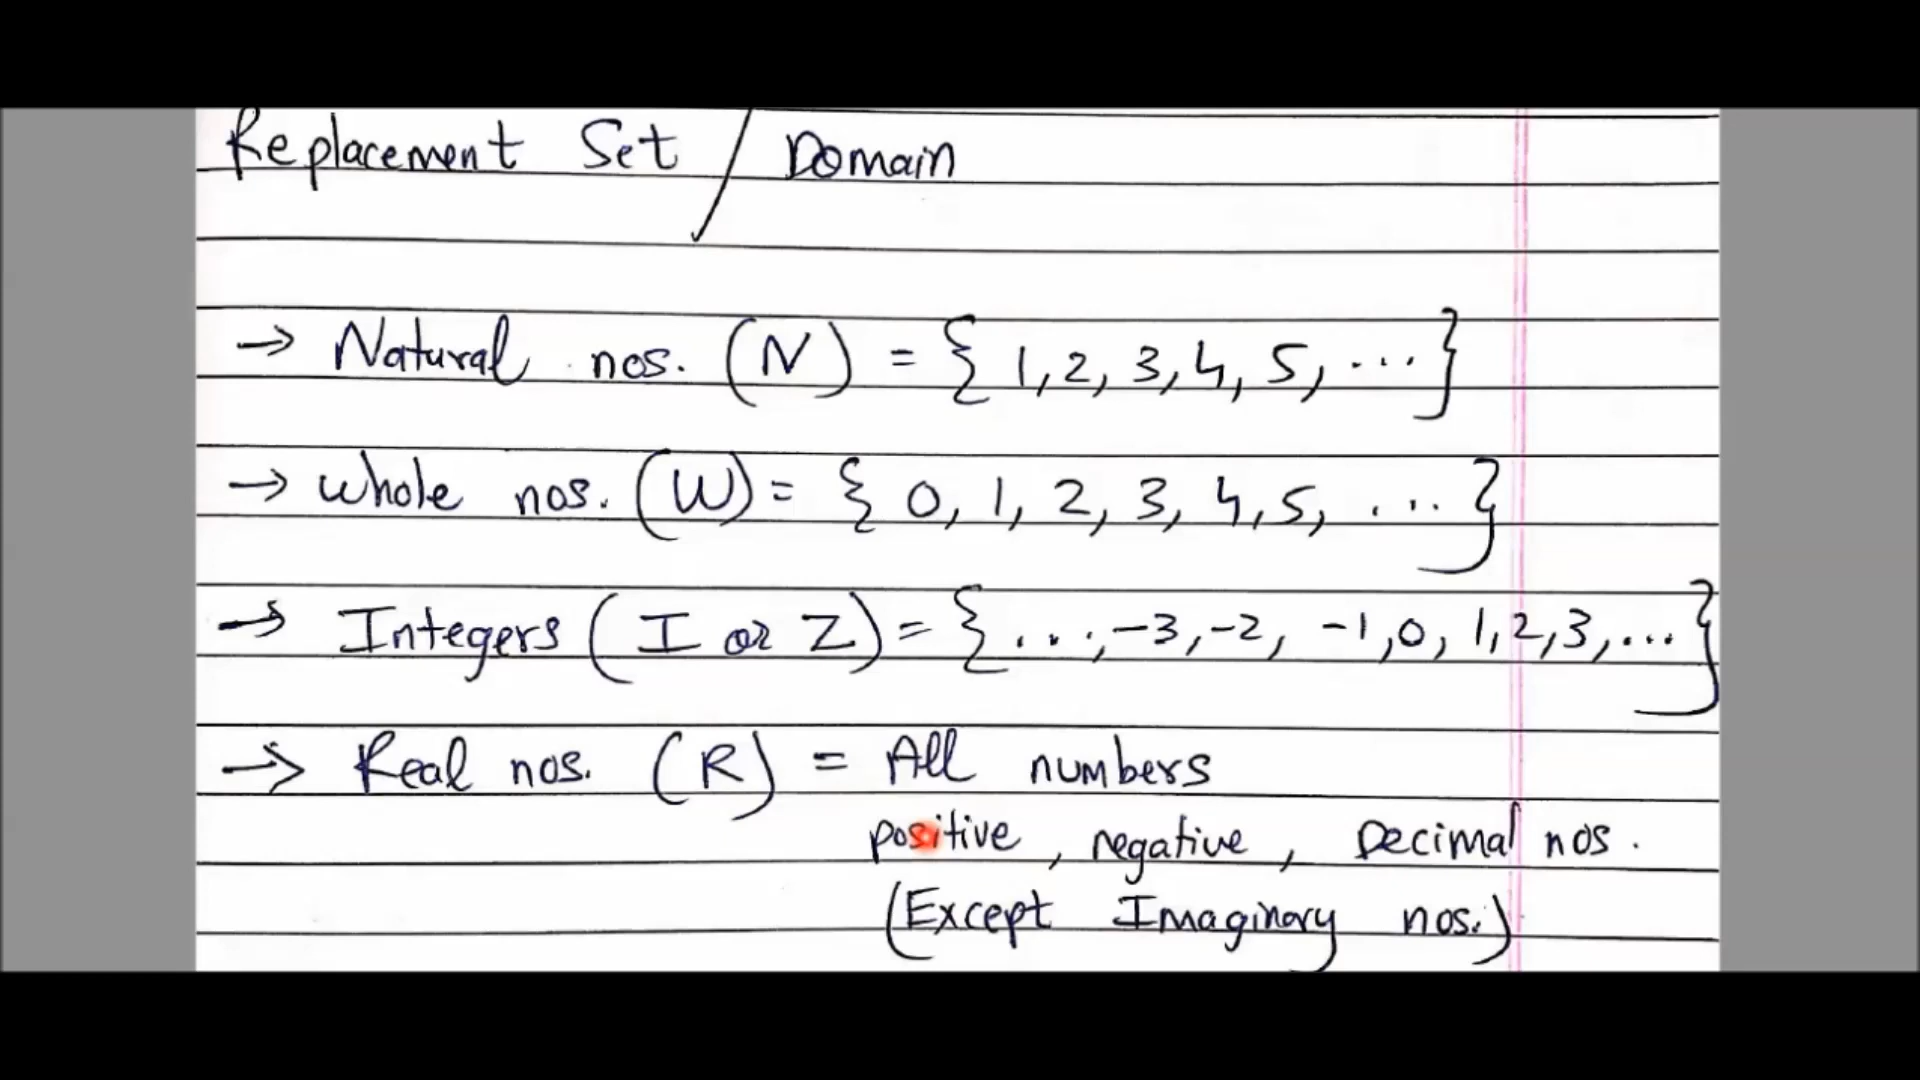 Replacement Set / Domain
→ Natural nos. (N) = { 1, 2, 3, 4, 5, ... }
→ Whole nos. (W) = { 0, 1, 2, 3, 4, 5, ... }
→ Integers ( I or Z ) = { ..., -3, -2, -1, 0, 1, 2, 3, ... }
→ Real nos. (R) = All numbers
positive, negative, Decimal nos.
(Except Imaginary nos.)